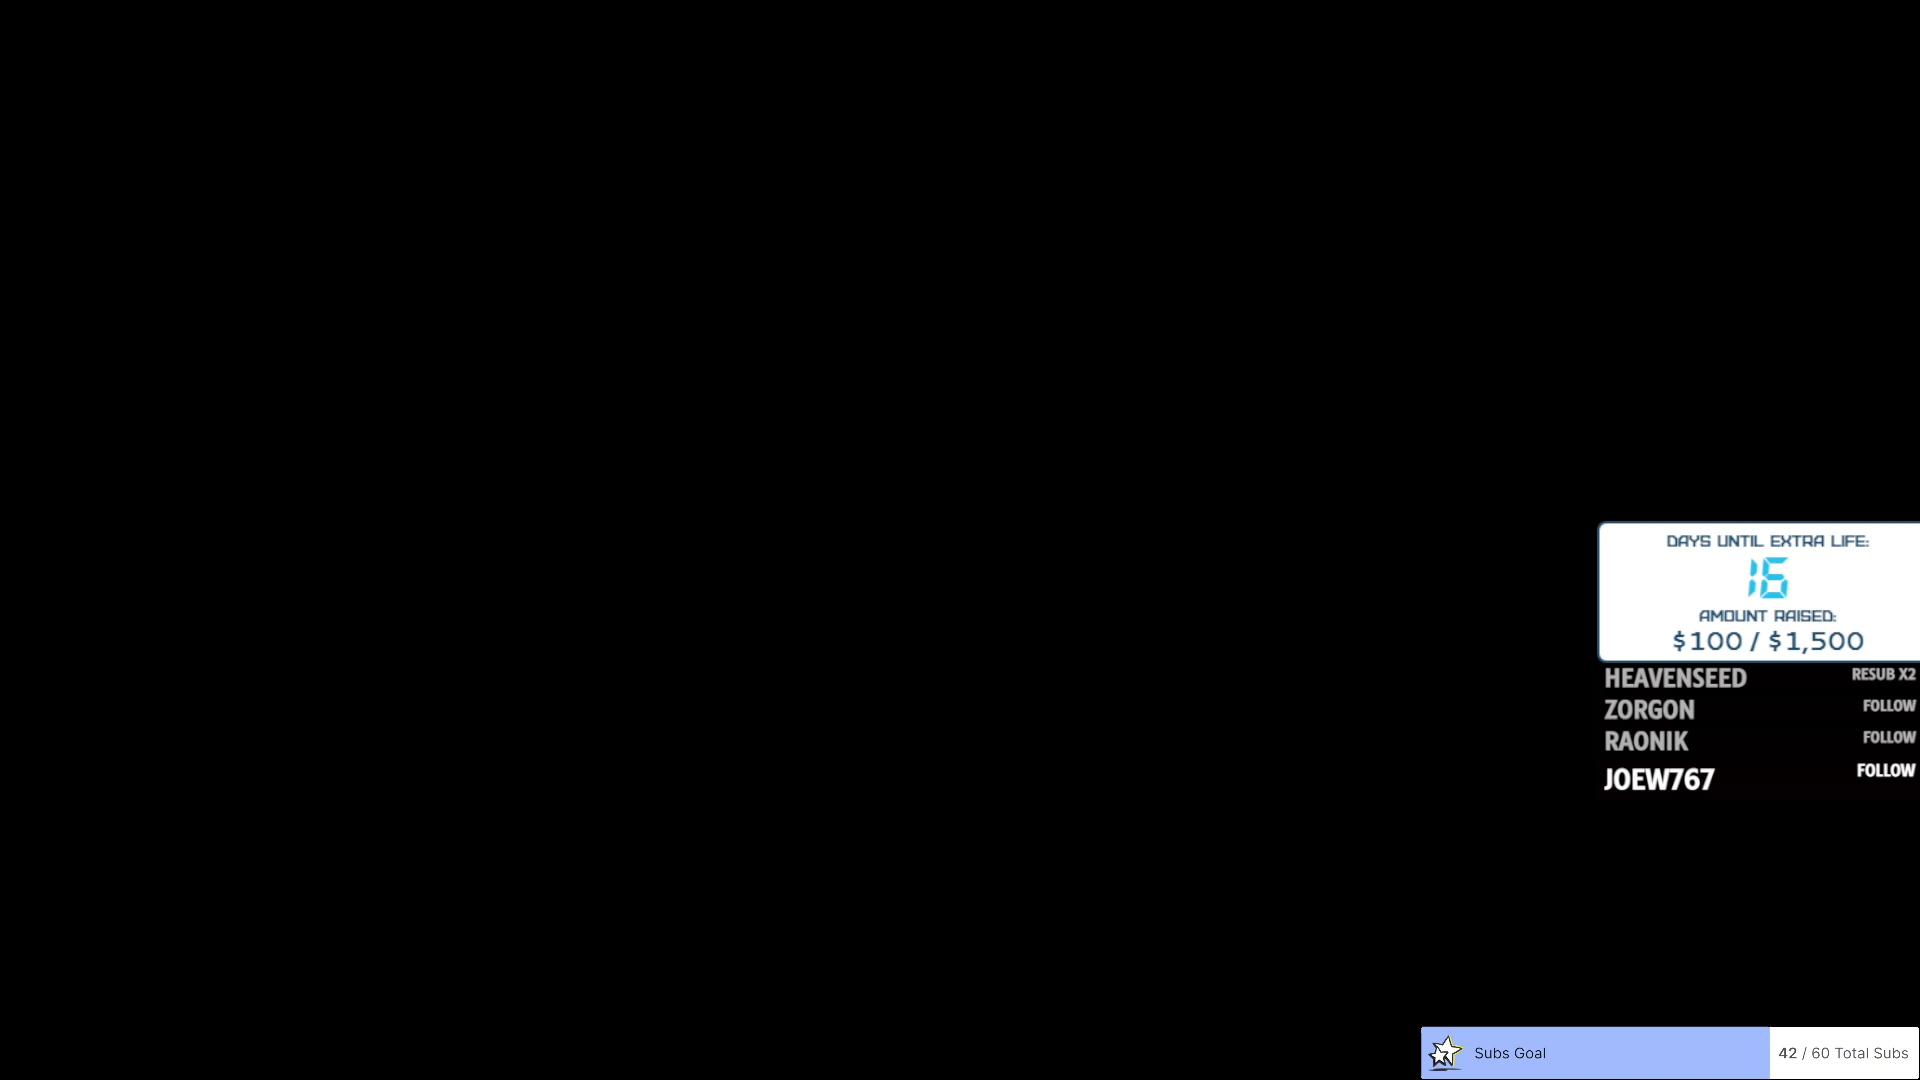 DAYS UNTIL EXTRA LIFE:
16
AMOUNT RAISED:
$100 / $1,500
HEAVENSEED RESUB X2
ZORGON FOLLOW
RAONIK FOLLOW
JOEW767 FOLLOW
Subs Goal 42 / 60 Total Subs